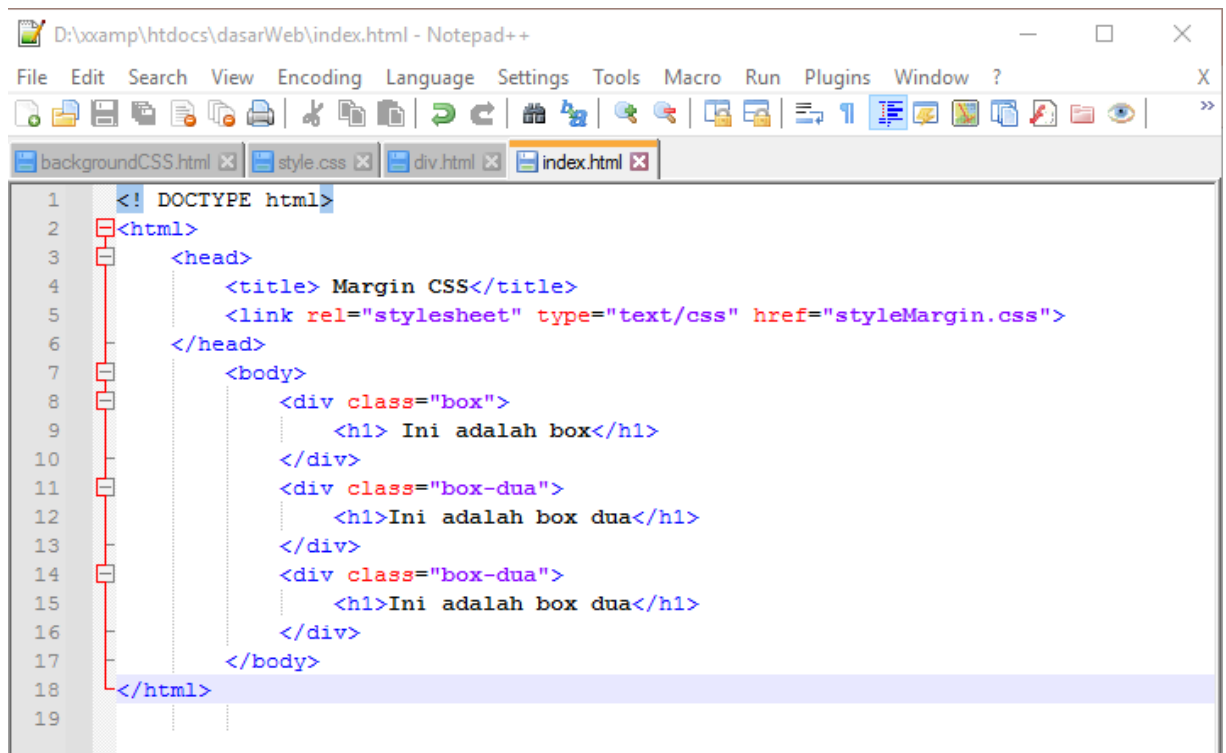 D:\xxamp\htdocs\dasarWeb\index.html - Notepad++
File Edit Search View Encoding Language Settings Tools Macro Run Plugins Window ? X
backgroundCSS.html style.css div.html index.html
1 <! DOCTYPE html>
2 <html>
3 <head>
4 <title> Margin CSS</title>
5 <link rel="stylesheet" type="text/css" href="styleMargin.css">
6 </head>
7 <body>
8 <div class="box">
9 <h1> Ini adalah box</h1>
10 </div>
11 <div class="box-dua">
12 <h1>Ini adalah box dua</h1>
13 </div>
14 <div class="box-dua">
15 <h1>Ini adalah box dua</h1>
16 </div>
17 </body>
18 </html>
19